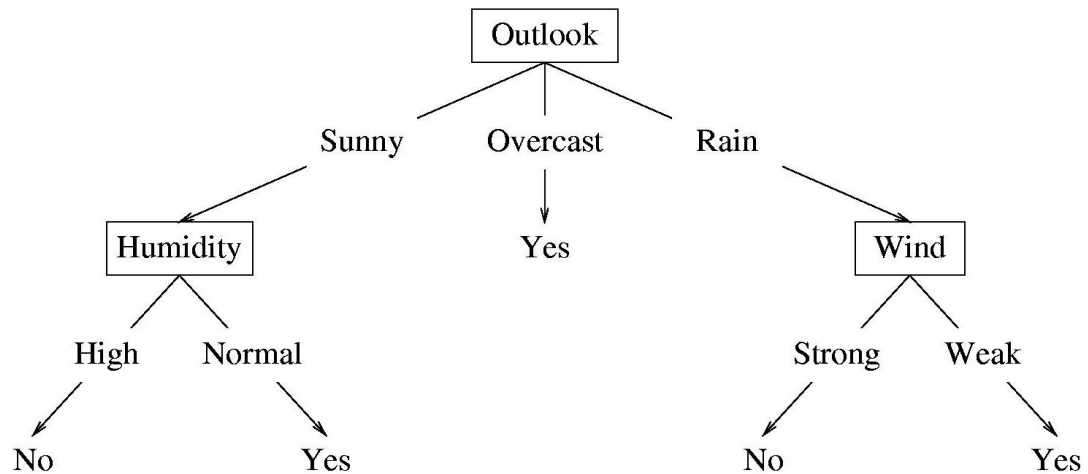 Outlook
Sunny Overcast Rain
Humidity Yes Wind
High Normal Strong Weak
No Yes No Yes